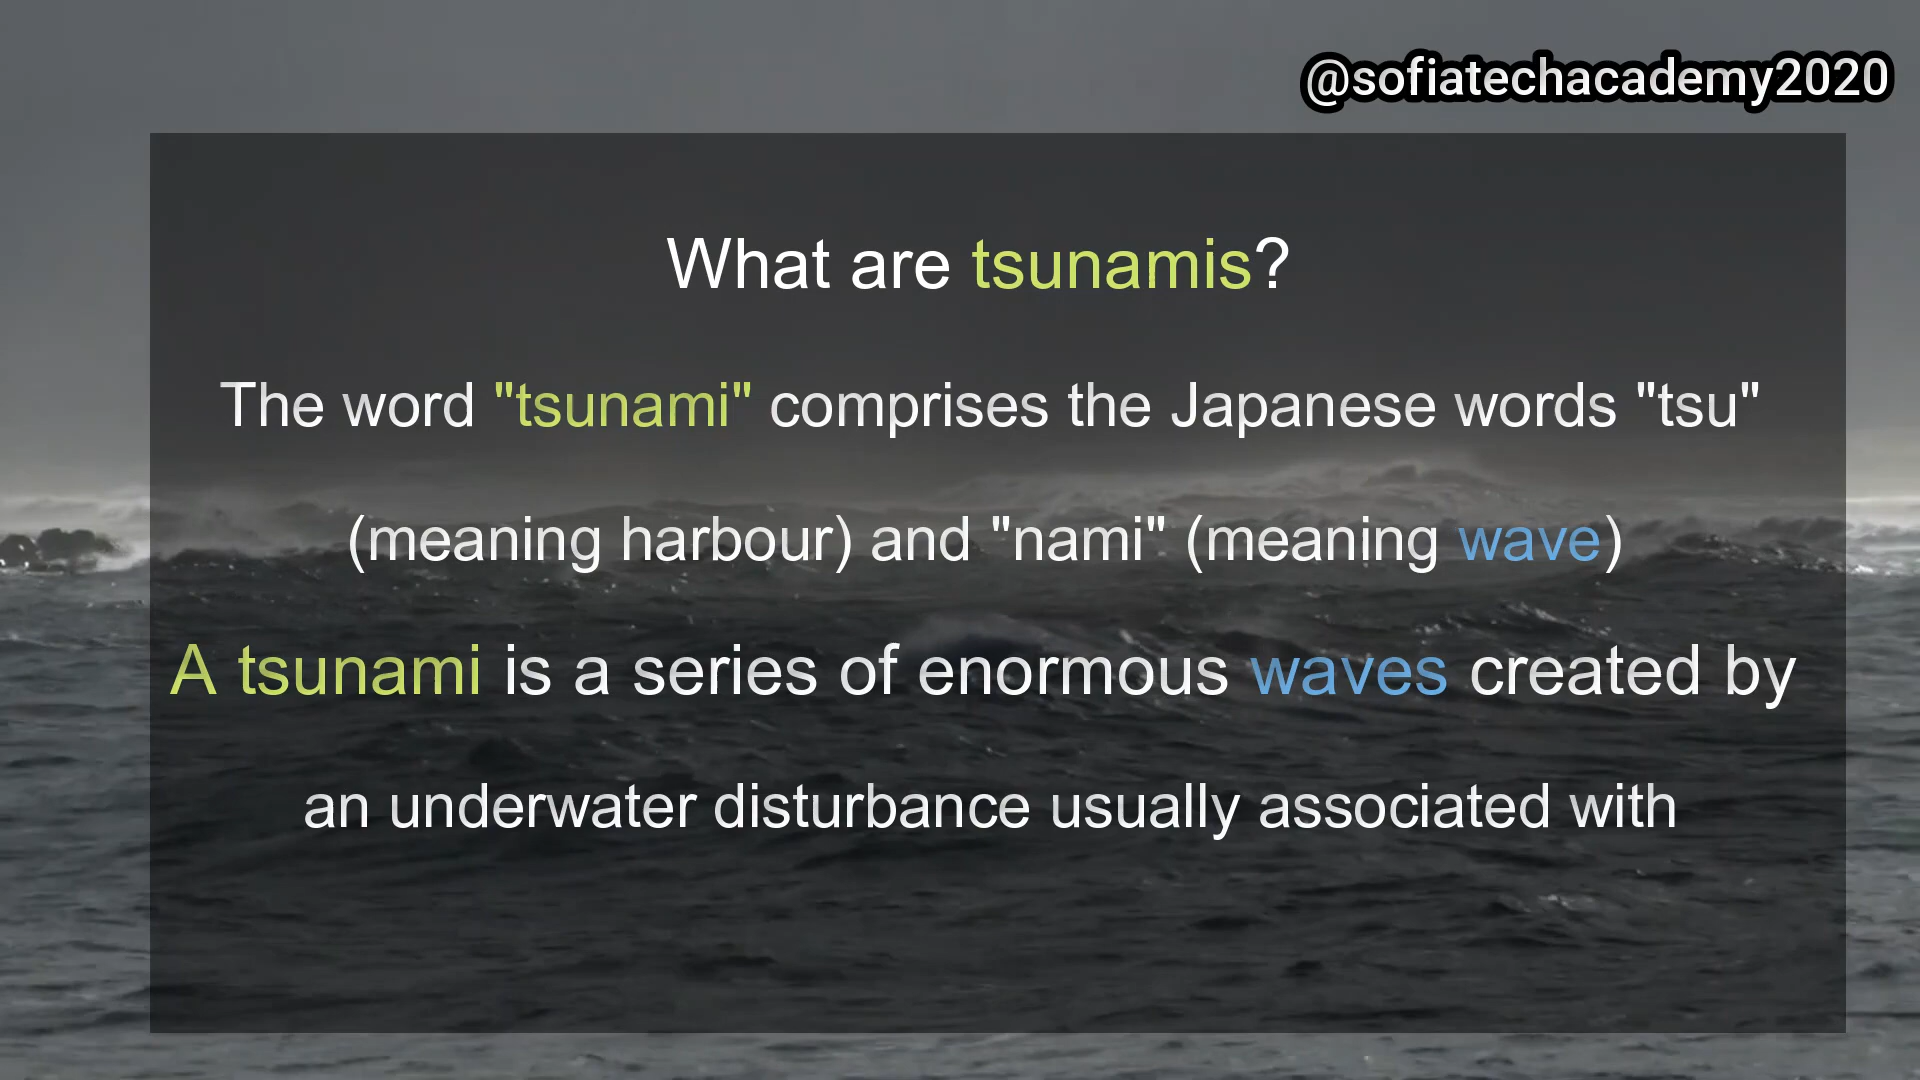 @sofiatechacademy2020
What are tsunamis?
The word "tsunami" comprises the Japanese words "tsu"
(meaning harbour) and "nami" (meaning wave)
A tsunami is a series of enormous waves created by
an underwater disturbance usually associated with